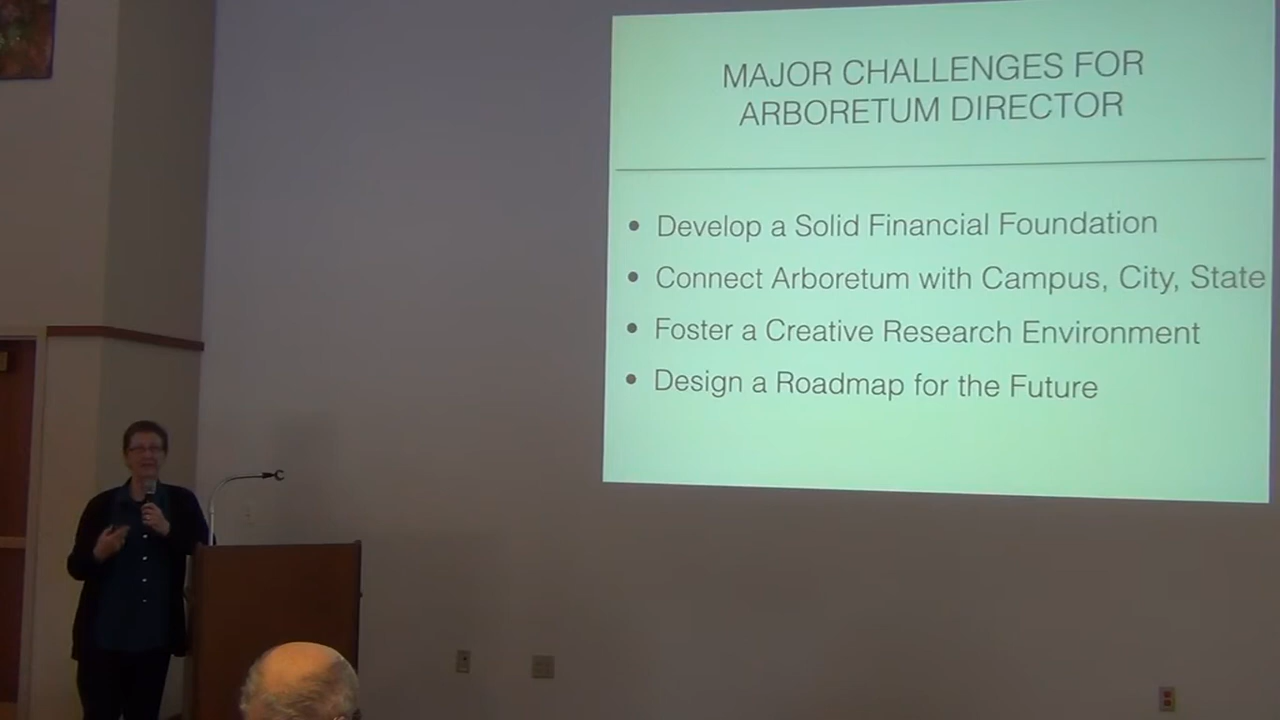 MAJOR CHALLENGES FOR
ARBORETUM DIRECTOR
• Develop a Solid Financial Foundation
• Connect Arboretum with Campus, City, State
• Foster a Creative Research Environment
• Design a Roadmap for the Future